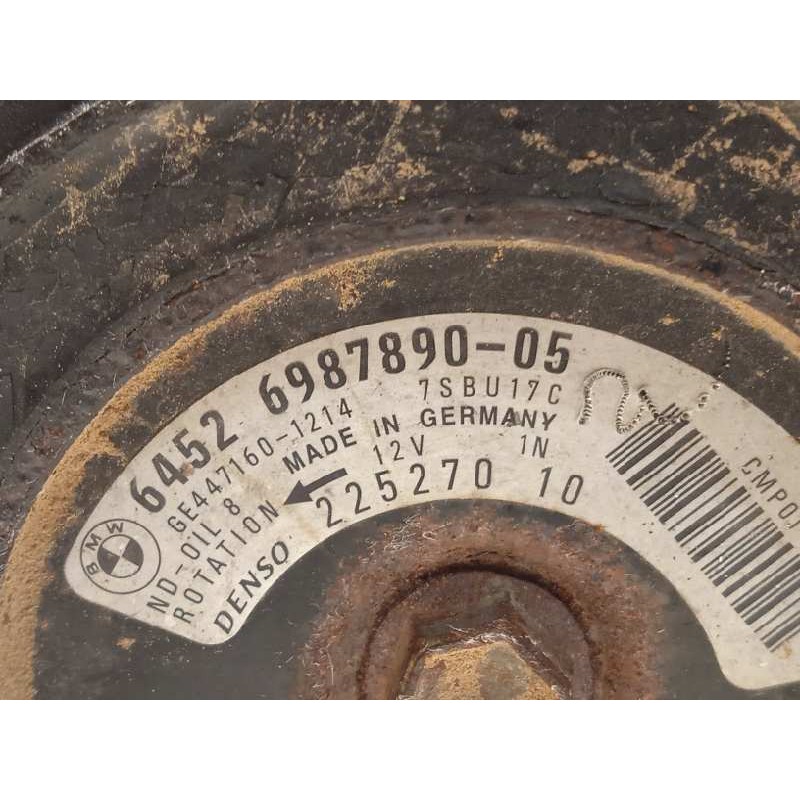 BMW
6452 6987890-05
GE447160-1214 7SBU17C
ND-OIL 8 MADE IN GERMANY
ROTATION 12V 1N
DENSO 225270 10